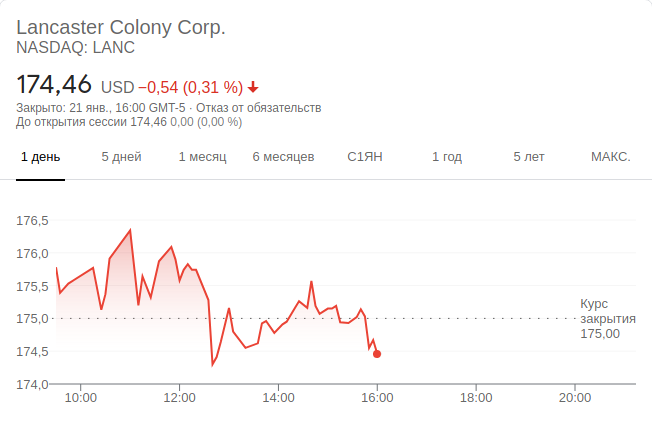 Lancaster Colony Corp.
NASDAQ: LANC
174,46 USD −0,54 (0,31 %)
Закрыто: 21 янв., 16:00 GMT-5 · Отказ от обязательств
До открытия сессии 174,46 0,00 (0,00 %)
1 день 5 дней 1 месяц 6 месяцев С1ЯН 1 год 5 лет МАКС.
176,5
176,0
175,5
175,0
174,5
174,0
Курс
закрытия
175,00
10:00 12:00 14:00 16:00 18:00 20:00